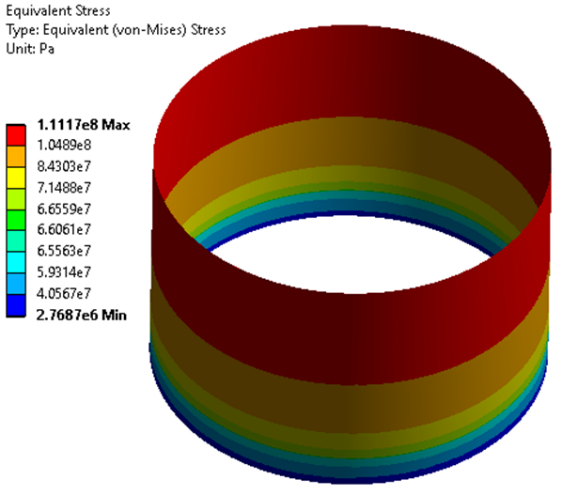 Equivalent Stress
Type: Equivalent (von-Mises) Stress
Unit: Pa
1.1117e8 Max
1.0489e8
8.4303e7
7.1488e7
6.6559e7
6.6061e7
6.5563e7
5.9314e7
4.0567e7
2.7687e6 Min